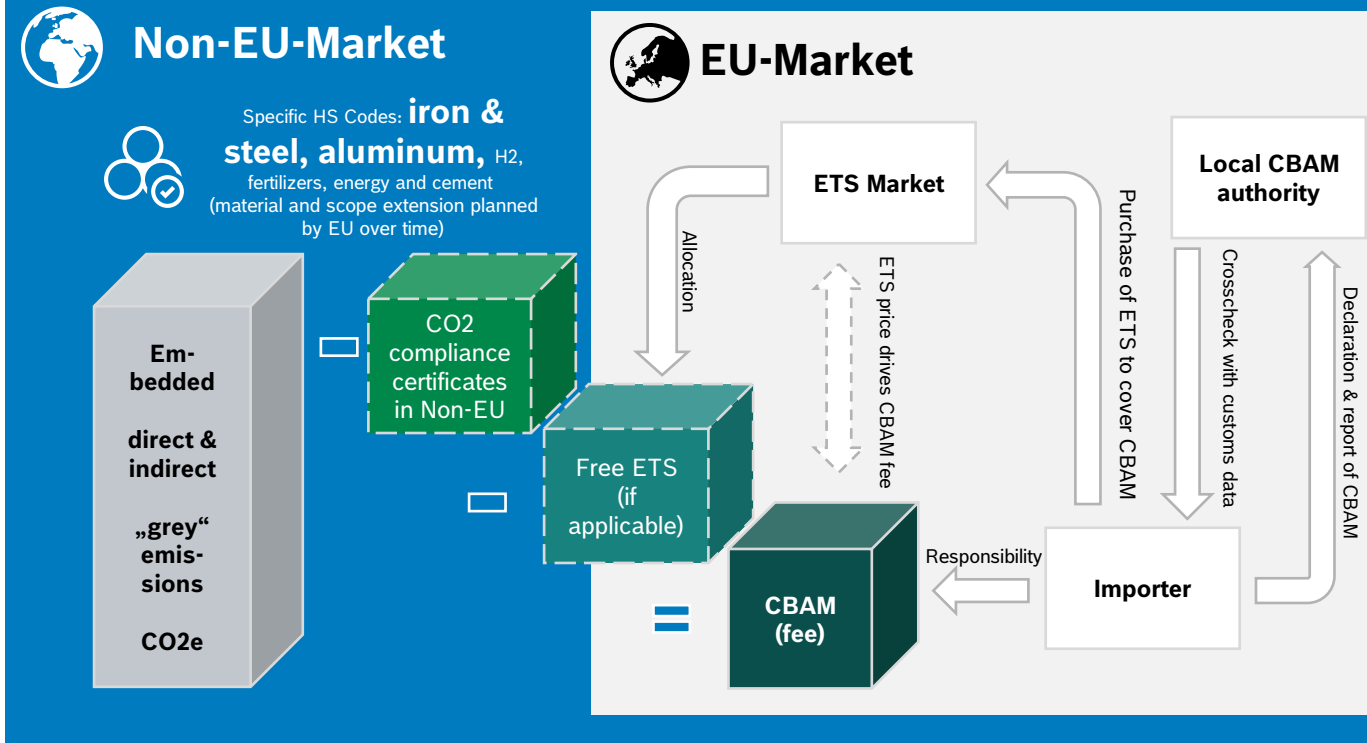 Non-EU-Market
EU-Market
Specific HS Codes: iron &
steel, aluminum, H2,
fertilizers, energy and cement
(material and scope extension planned
by EU over time)
Em-
bedded
direct &
indirect
„grey“
emis-
sions
CO2e
CO2
compliance
certificates
in Non-EU
Free ETS
(if
applicable)
CBAM
(fee)
ETS Market
Local CBAM
authority
Importer
Allocation
ETS price drives CBAM fee
Purchase of ETS to cover CBAM
Crosscheck with customs data
Declaration & report of CBAM
Responsibility